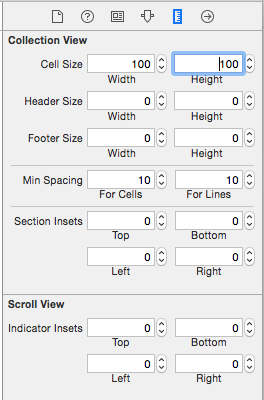 Collection View
Cell Size 100 100
Width Height
Header Size 0 0
Width Height
Footer Size 0 0
Width Height
Min Spacing 10 10
For Cells For Lines
Section Insets 0 0
Top Bottom
0 0
Left Right
Scroll View
Indicator Insets 0 0
Top Bottom
0 0
Left Right